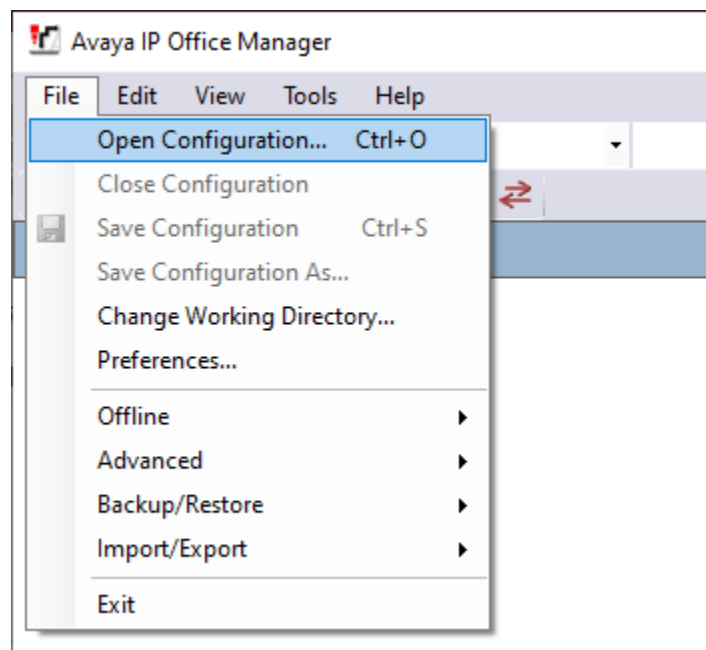 Avaya IP Office Manager
File Edit View Tools Help
Open Configuration... Ctrl+O
Close Configuration
Save Configuration Ctrl+S
Save Configuration As...
Change Working Directory...
Preferences...
Offline
Advanced
Backup/Restore
Import/Export
Exit